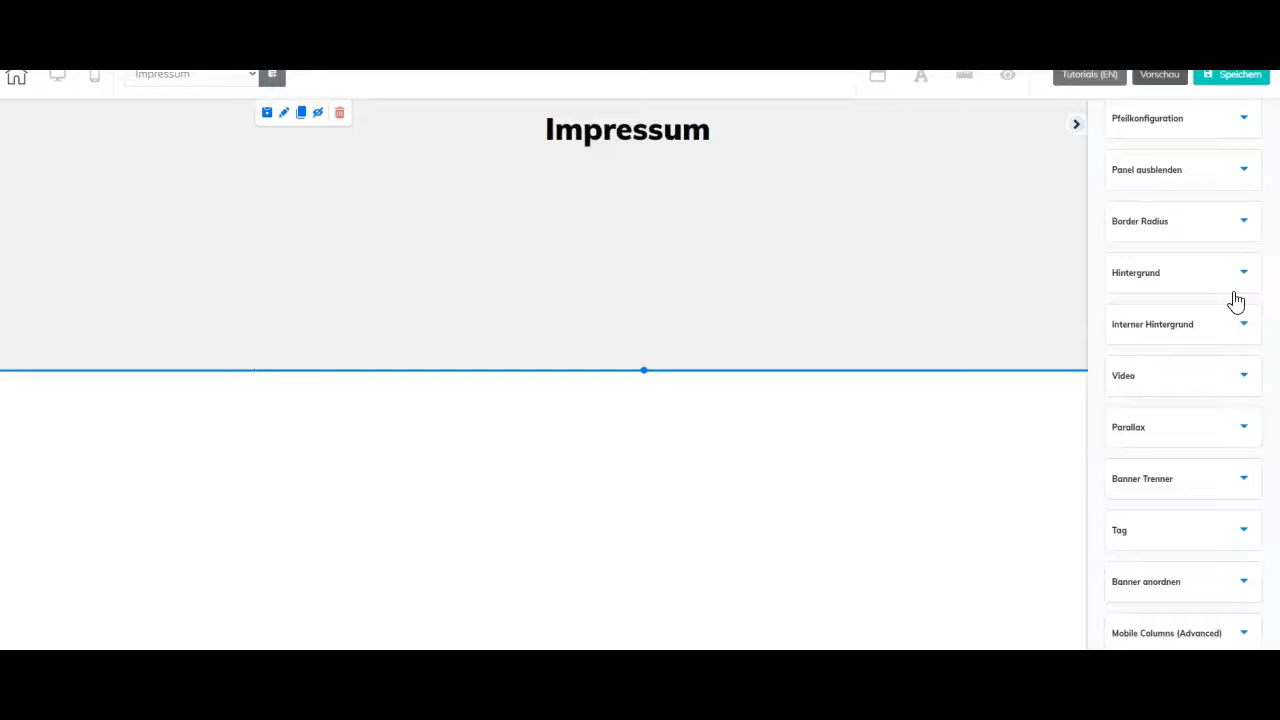 Impressum
Tutorials (EN)
Vorschau
Speichern
Impressum
Pfeilkonfiguration
Panel ausblenden
Border Radius
Hintergrund
Interner Hintergrund
Video
Parallax
Banner Trenner
Tag
Banner anordnen
Mobile Columns (Advanced)